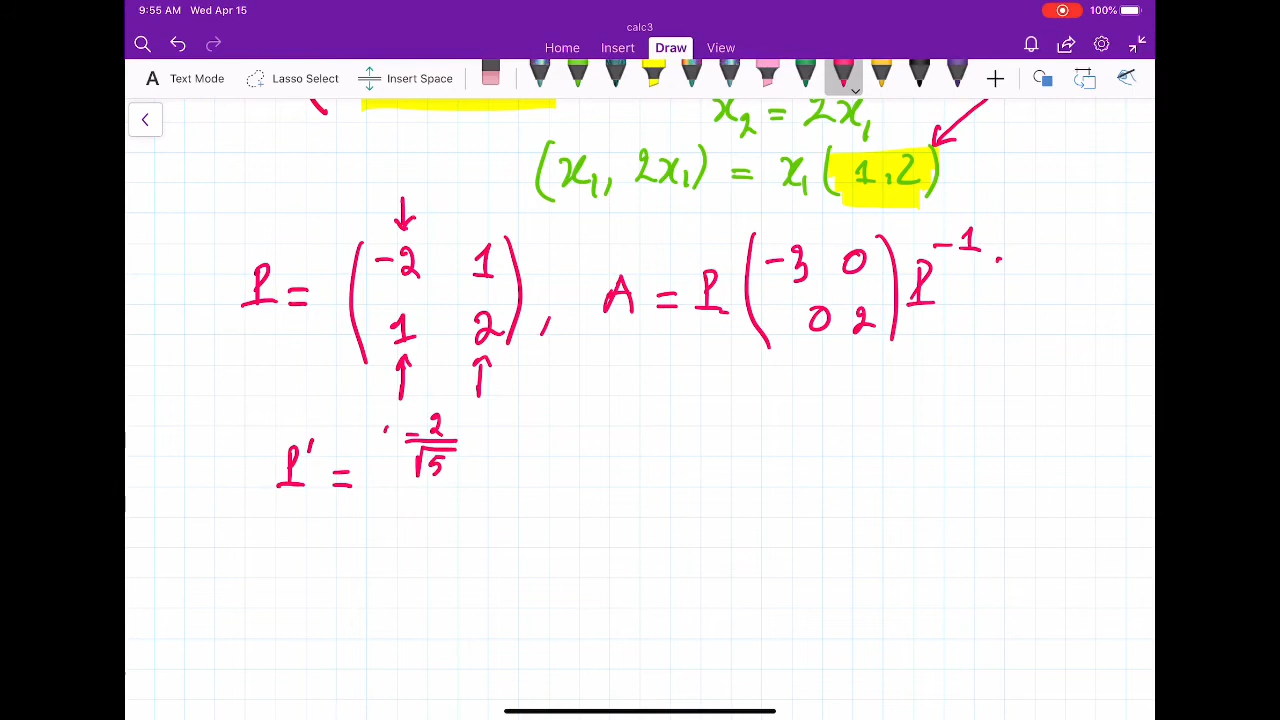 9:55 AM Wed Apr 15
100%
calc3
Home Insert Draw View
A Text Mode Lasso Select Insert Space
x₂ = 2x₁
(x₁, 2x₁) = x₁ (1,2)
P = (-2 1
1 2), A = P (-3 0
0 2) P⁻¹.
P' = -2/√5